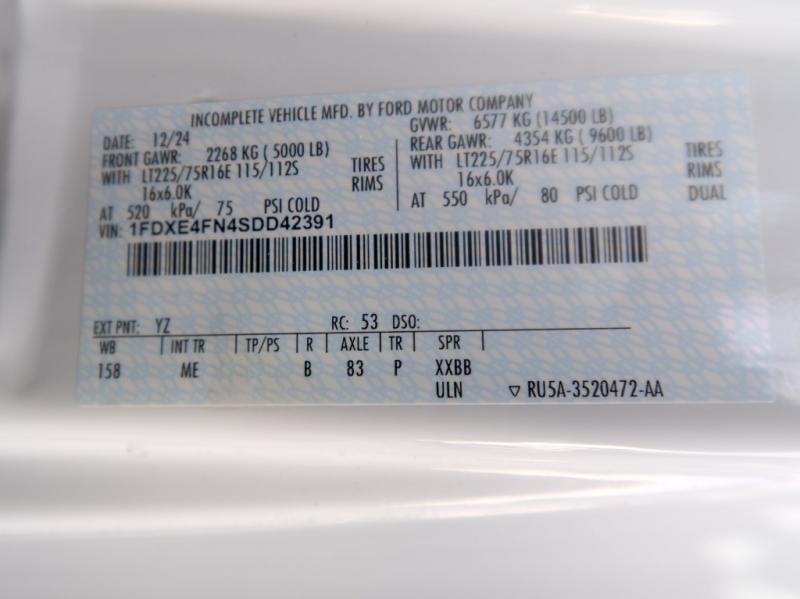 INCOMPLETE VEHICLE MFD. BY FORD MOTOR COMPANY
DATE: 12/24
GVWR: 6577 KG (14500 LB)
FRONT GAWR: 2268 KG ( 5000 LB)
REAR GAWR: 4354 KG ( 9600 LB)
WITH LT225/75R16E 115/112S TIRES
WITH LT225/75R16E 115/112S TIRES
16x6.0K RIMS
16x6.0K RIMS
AT 520 kPa/ 75 PSI COLD
AT 550 kPa/ 80 PSI COLD DUAL
VIN: 1FDXE4FN4SDD42391
EXT PNT: YZ RC: 53 DSO:
WB INT TR TP/PS R AXLE TR SPR
158 ME B 83 P XXBB
ULN ▽ RU5A-3520472-AA